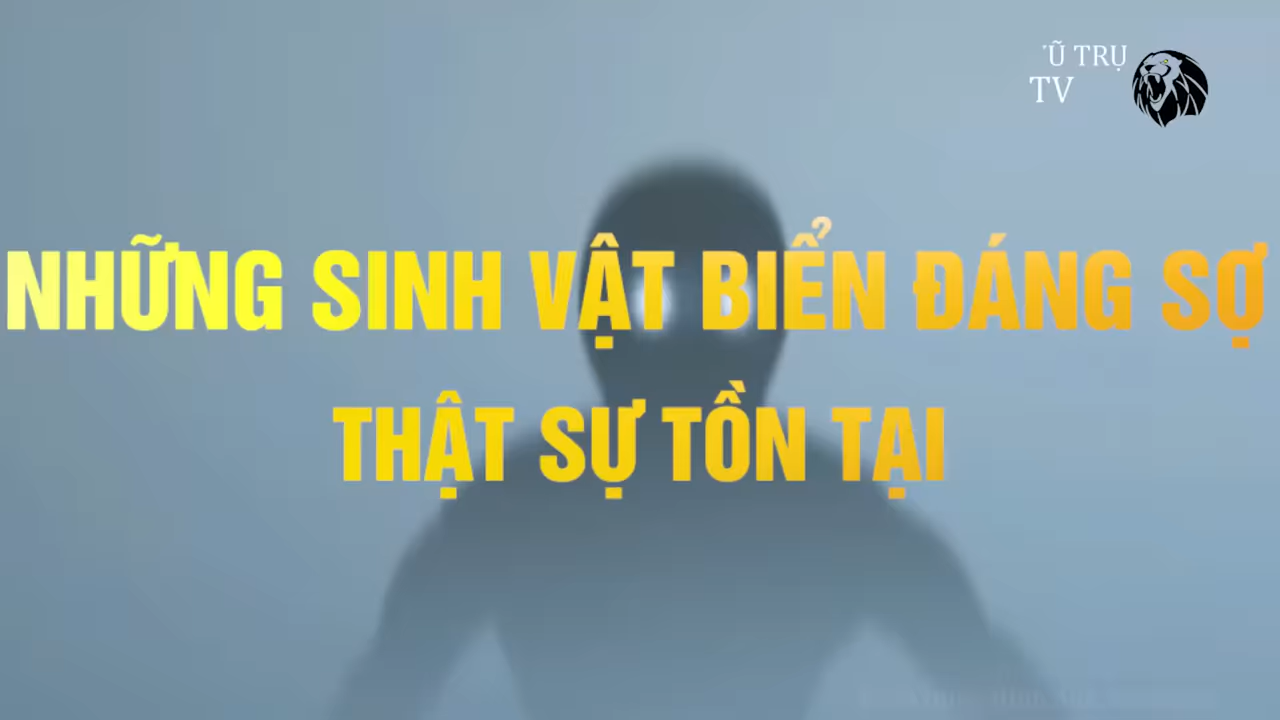 Ũ TRỤ
TV
NHỮNG SINH VẬT BIỂN ĐÁNG SỢ
THẬT SỰ TỒN TẠI